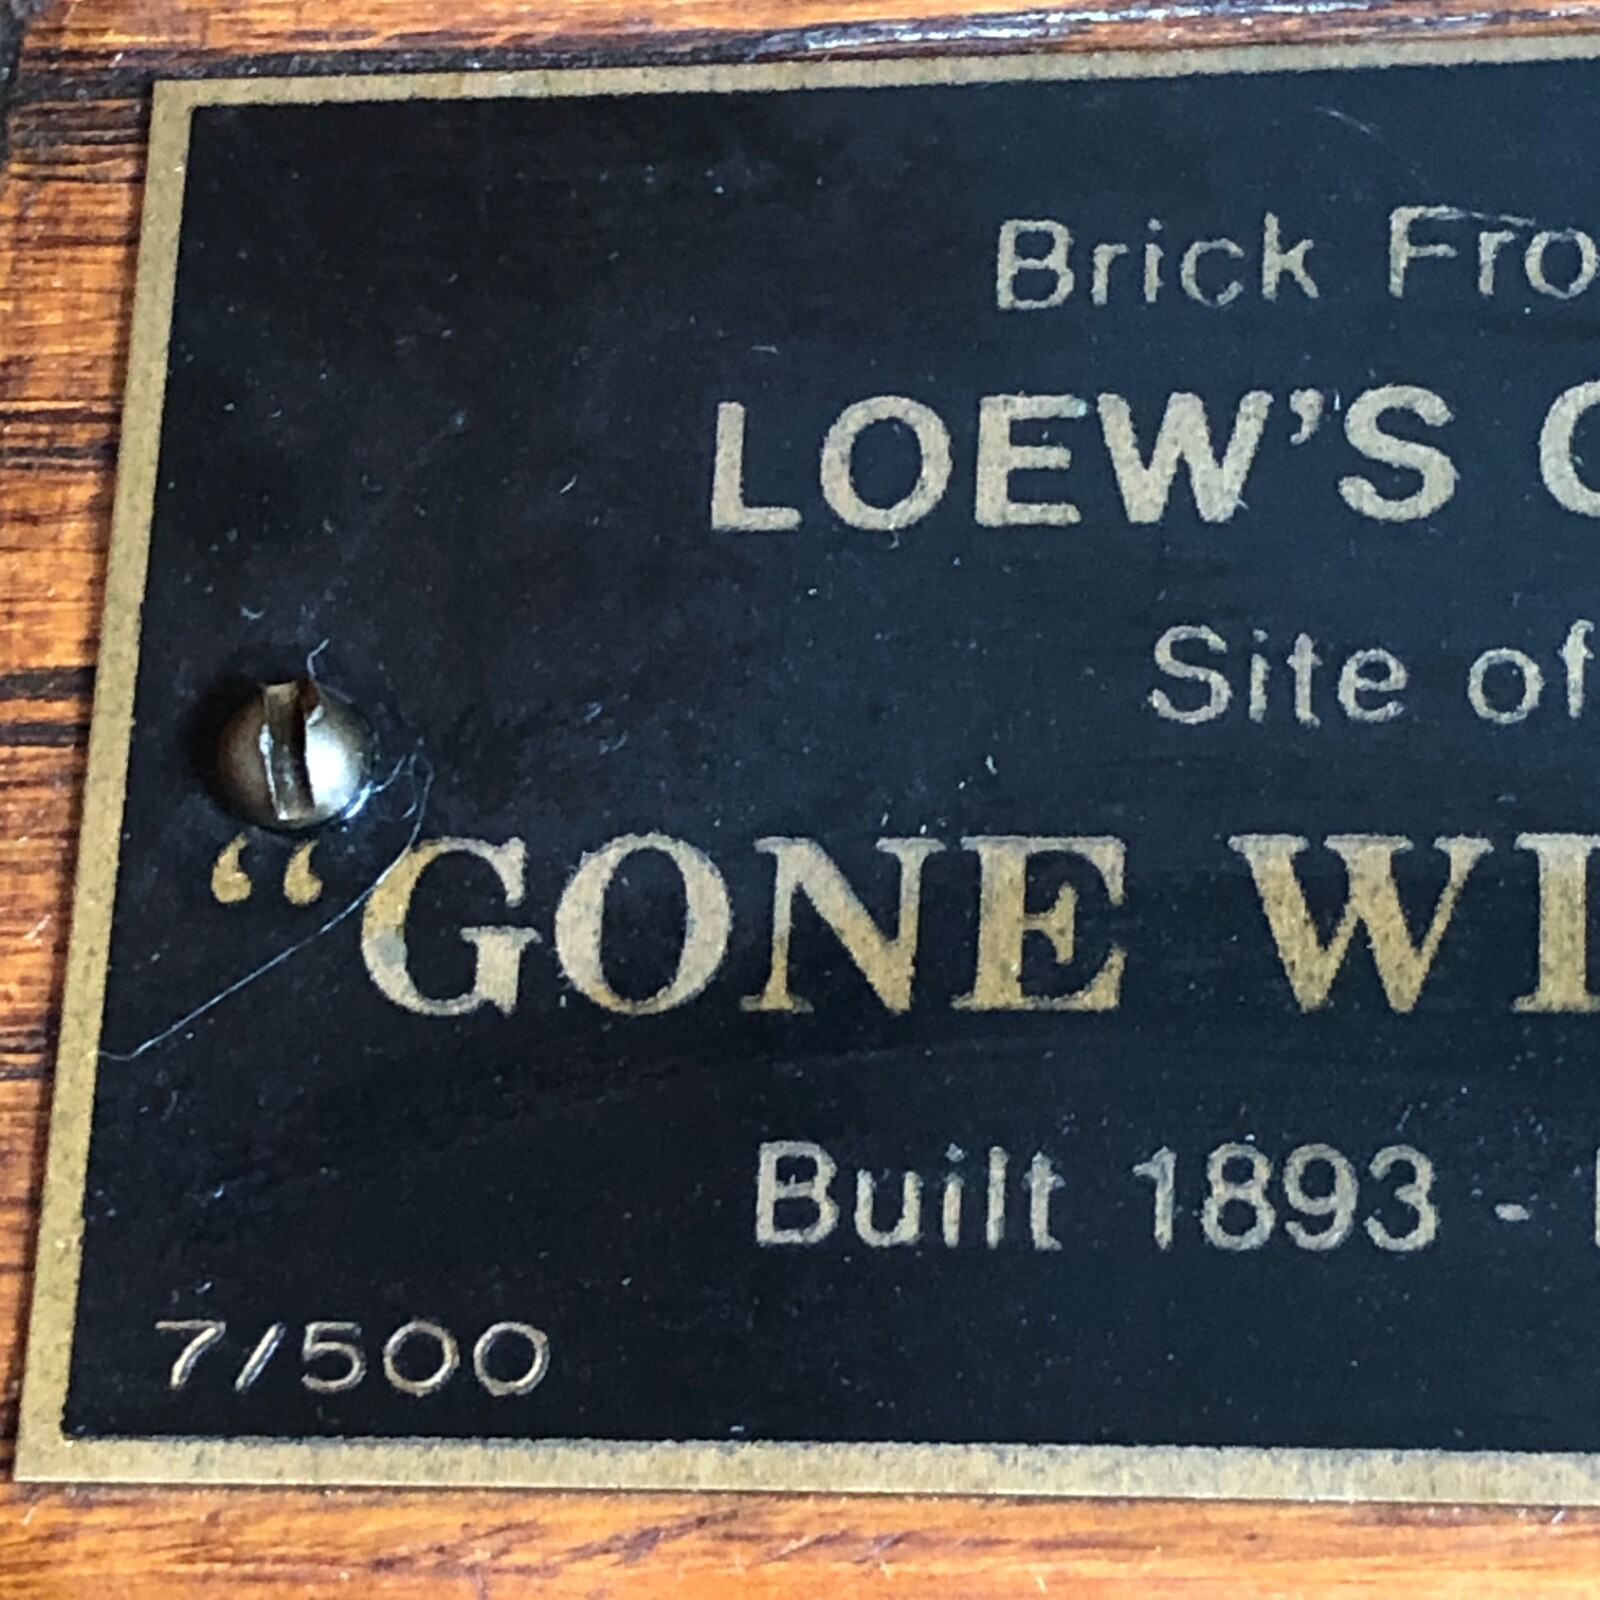 Brick Fro
LOEW'S
Site of
“GONE WI
Built 1893 -
7/500